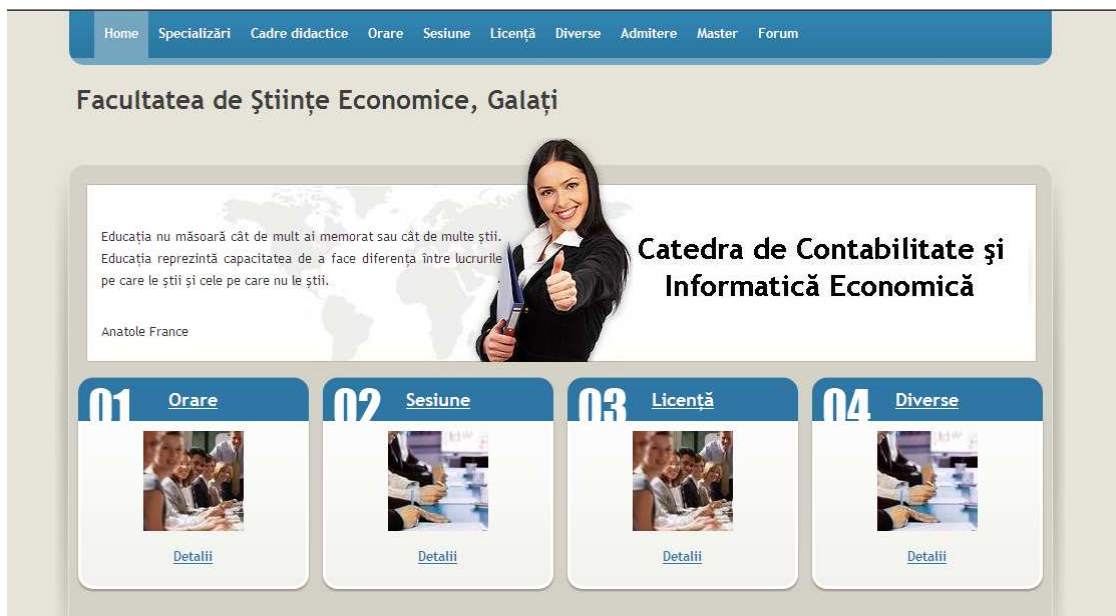 Home Specializări Cadre didactice Orare Sesiune Licență Diverse Admitere Master Forum
Facultatea de Științe Economice, Galați
Educația nu măsoară cât de mult ai memorat sau cât de multe știi.
Educația reprezintă capacitatea de a face diferența între lucrurile
pe care le știi și cele pe care nu le știi.
Anatole France
Catedra de Contabilitate și
Informatică Economică
01 Orare
Detalii
02 Sesiune
Detalii
03 Licență
Detalii
04 Diverse
Detalii